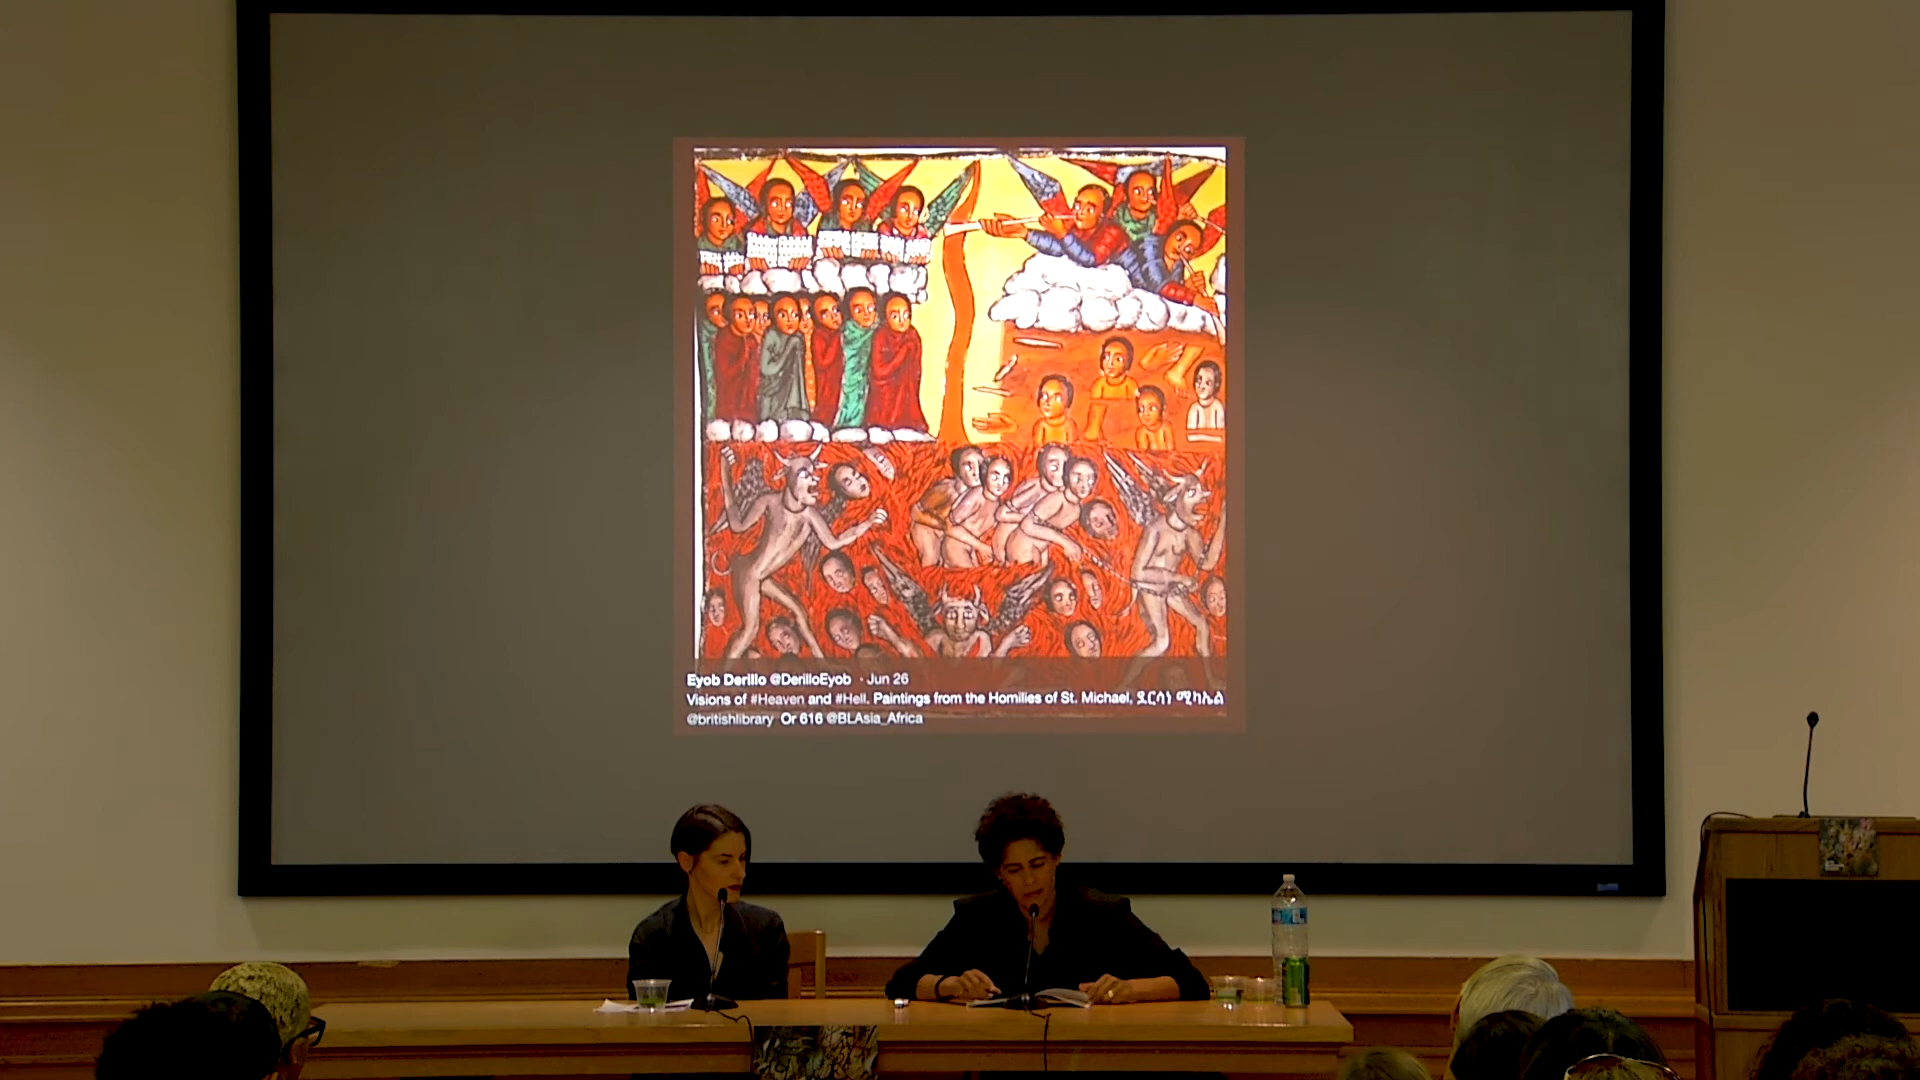 Eyob Derillo @DerilloEyob · Jun 26
Visions of #Heaven and #Hell. Paintings from the Homilies of St. Michael, ድርሳነ ሚካኤል
@britishlibrary Or 616 @BLAsia_Africa